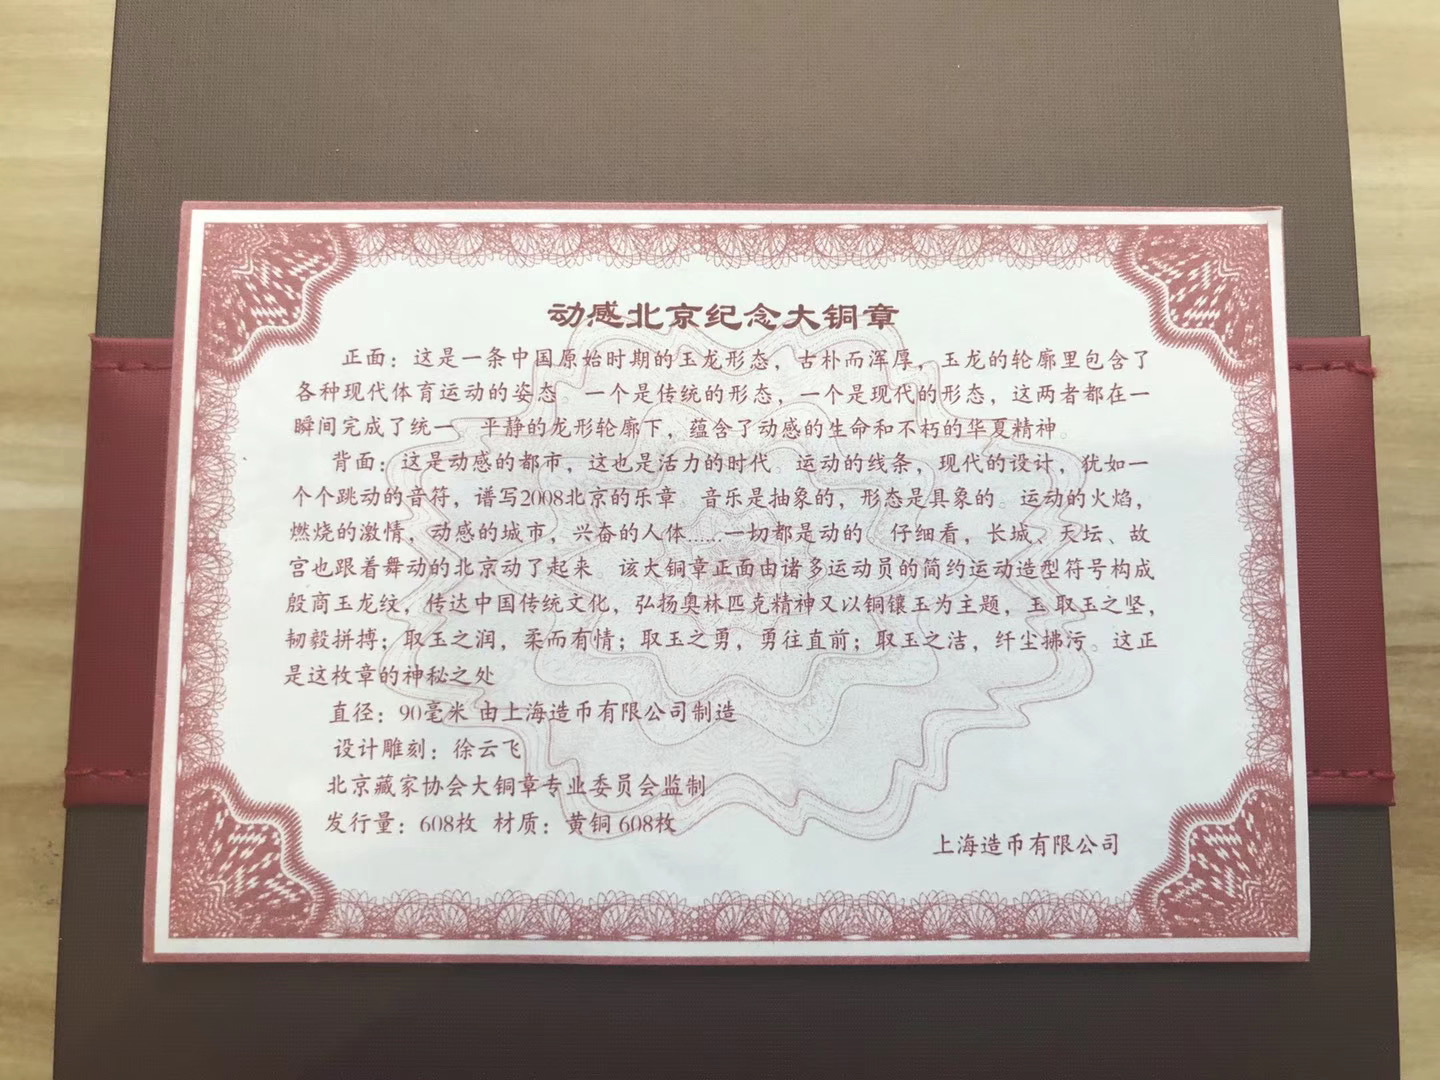 动感北京纪念大铜章
正面：这是一条中国原始时期的玉龙形态，古朴而浑厚，玉龙的轮廓里包含了
各种现代体育运动的姿态。一个是传统的形态，一个是现代的形态，这两者都在一
瞬间完成了统一。平静的龙形轮廓下，蕴含了动感的生命和不朽的华夏精神。
背面：这是动感的都市，这也是活力的时代。运动的线条，现代的设计，犹如一
个个跳动的音符，谱写2008北京的乐章。音乐是抽象的，形态是具象的。运动的火焰，
燃烧的激情，动感的城市，兴奋的人体......一切都是动的。仔细看，长城、天坛、故
宫也跟着舞动的北京动了起来。该大铜章正面由诸多运动员的简约运动造型符号构成
殷商玉龙纹，传达中国传统文化，弘扬奥林匹克精神又以铜镶玉为主题，玉 取玉之坚，
韧毅拼搏；取玉之润，柔而有情；取玉之勇，勇往直前；取玉之洁，纤尘拂污。这正
是这枚章的神秘之处
直径：90毫米 由上海造币有限公司制造
设计雕刻：徐云飞
北京藏家协会大铜章专业委员会监制
发行量：608枚 材质：黄铜 608枚
上海造币有限公司